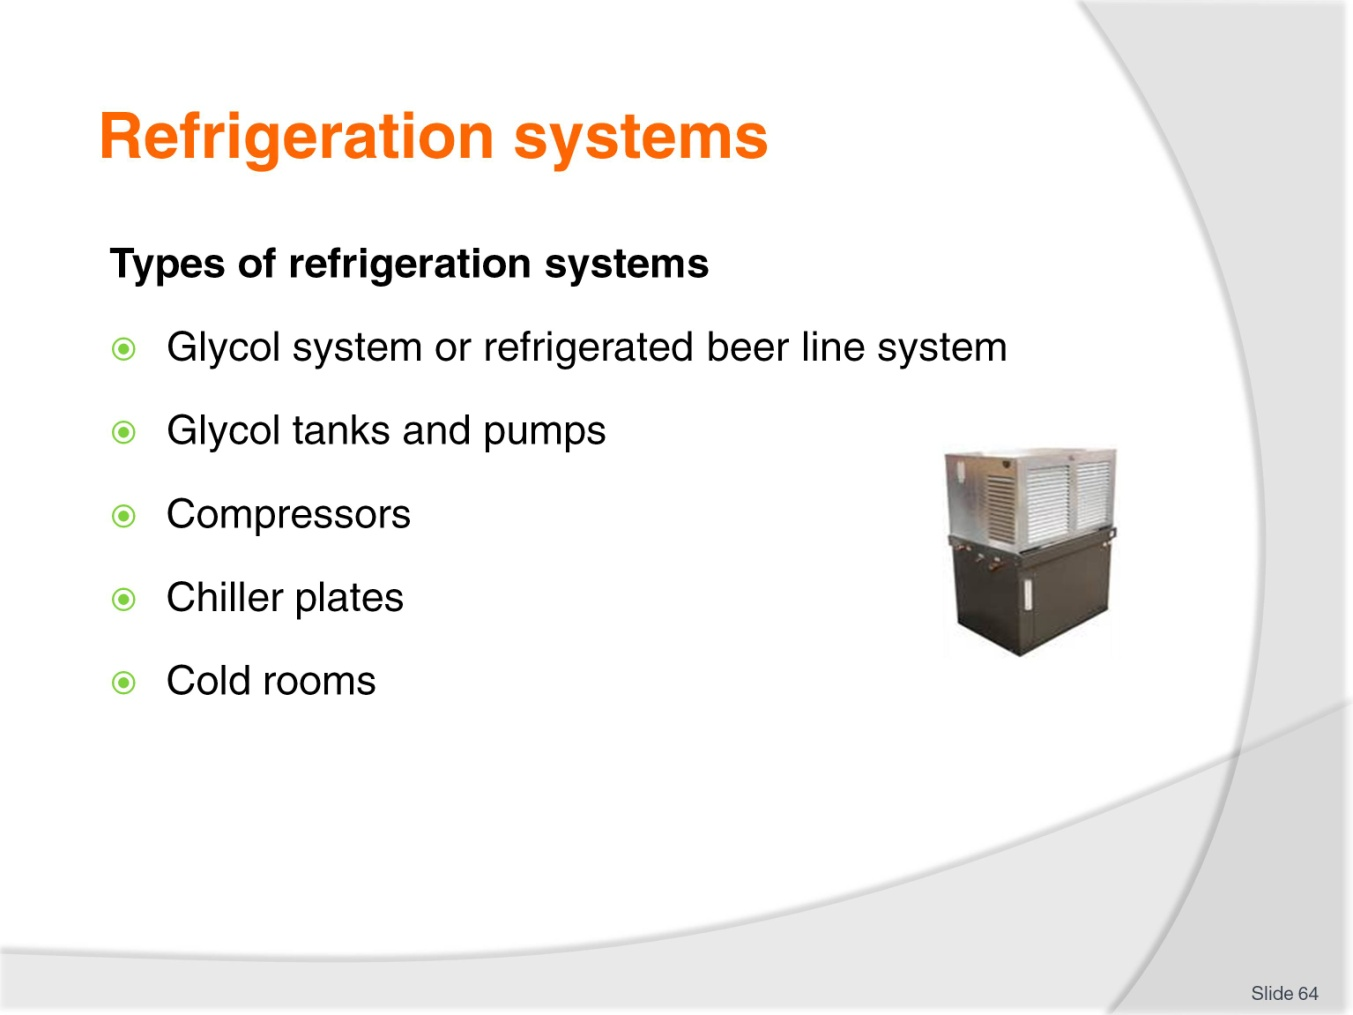 Refrigeration systems
Types of refrigeration systems
Glycol system or refrigerated beer line system
Glycol tanks and pumps
Compressors
Chiller plates
Cold rooms
Slide 64